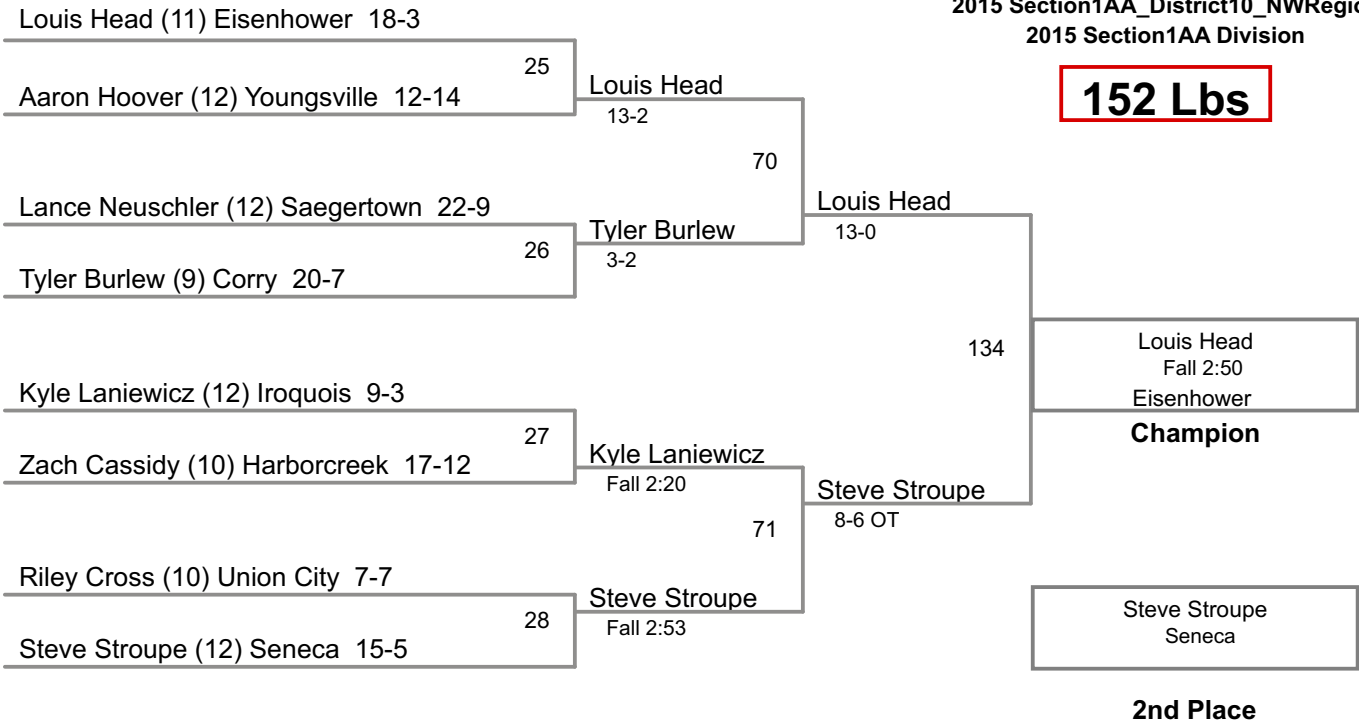 2015 Section1AA_District10_NWRegio
2015 Section1AA Division
152 Lbs
Louis Head (11) Eisenhower 18-3
25
Aaron Hoover (12) Youngsville 12-14
Louis Head
13-2
70
Lance Neuschler (12) Saegertown 22-9
26
Tyler Burlew (9) Corry 20-7
Tyler Burlew
3-2
Louis Head
13-0
134
Kyle Laniewicz (12) Iroquois 9-3
27
Zach Cassidy (10) Harborcreek 17-12
Kyle Laniewicz
Fall 2:20
71
Riley Cross (10) Union City 7-7
28
Steve Stroupe (12) Seneca 15-5
Steve Stroupe
Fall 2:53
Steve Stroupe
8-6 OT
Louis Head
Fall 2:50
Eisenhower
Champion
Steve Stroupe
Seneca
2nd Place